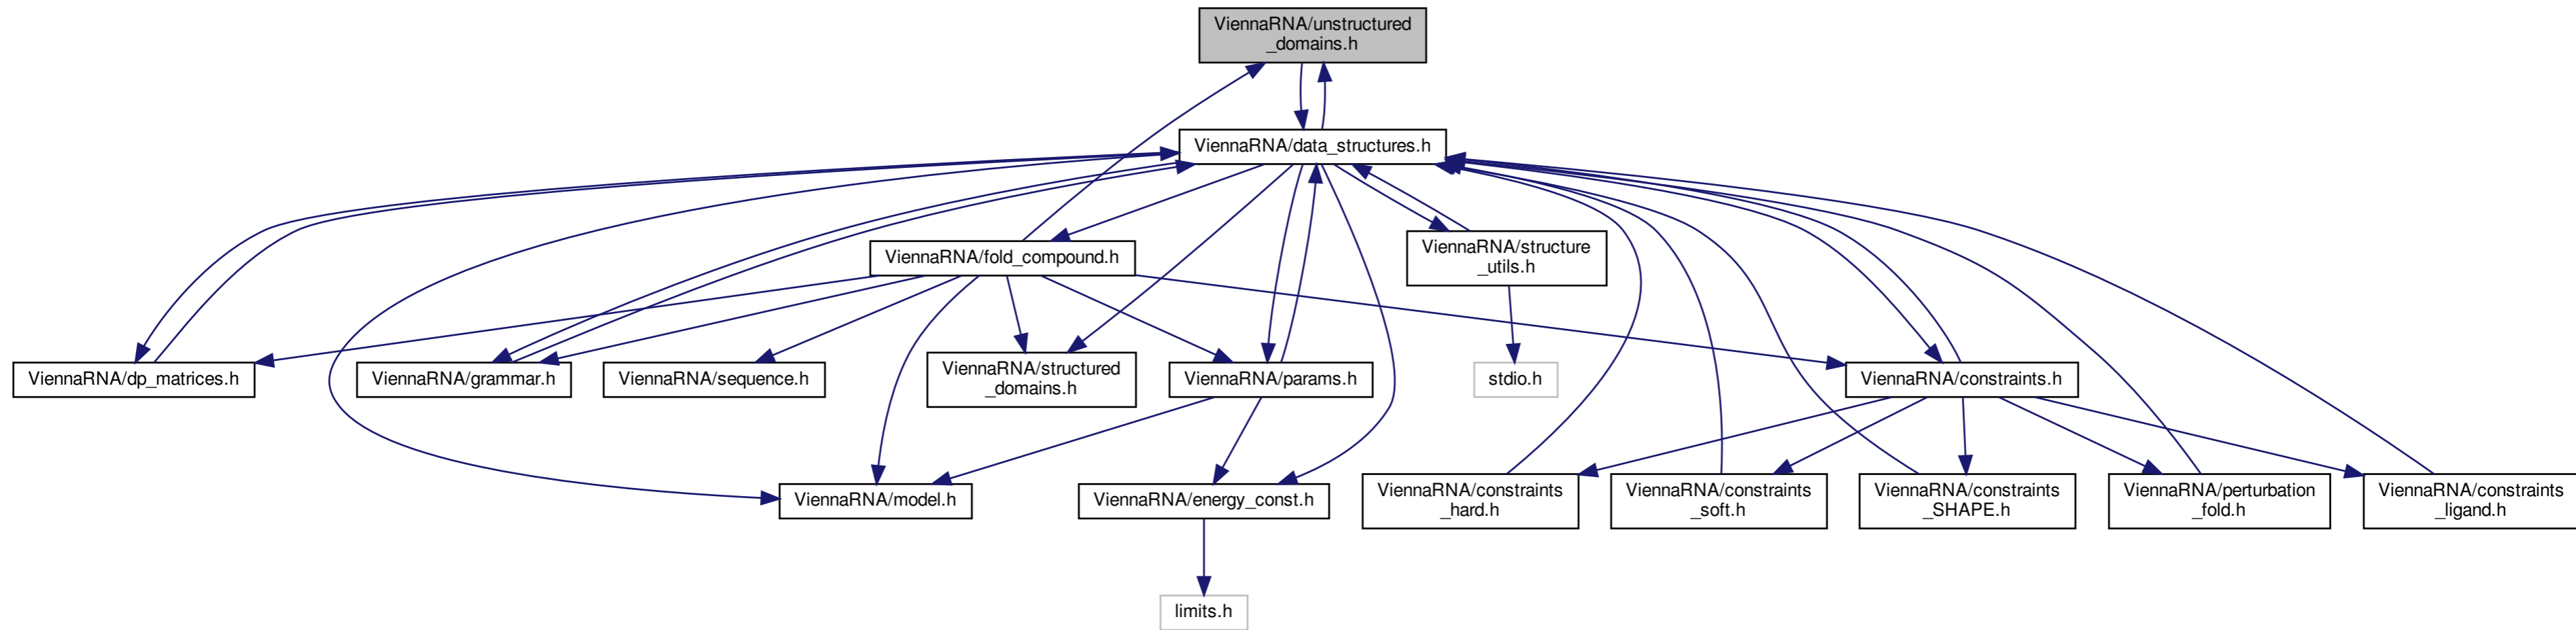 ViennaRNA/unstructured
_domains.h
ViennaRNA/data_structures.h
ViennaRNA/fold_compound.h
ViennaRNA/structure
_utils.h
ViennaRNA/dp_matrices.h
ViennaRNA/grammar.h
ViennaRNA/sequence.h
ViennaRNA/structured
_domains.h
ViennaRNA/params.h
stdio.h
ViennaRNA/constraints.h
ViennaRNA/model.h
ViennaRNA/energy_const.h
ViennaRNA/constraints
_hard.h
ViennaRNA/constraints
_soft.h
ViennaRNA/constraints
_SHAPE.h
ViennaRNA/perturbation
_fold.h
ViennaRNA/constraints
_ligand.h
limits.h